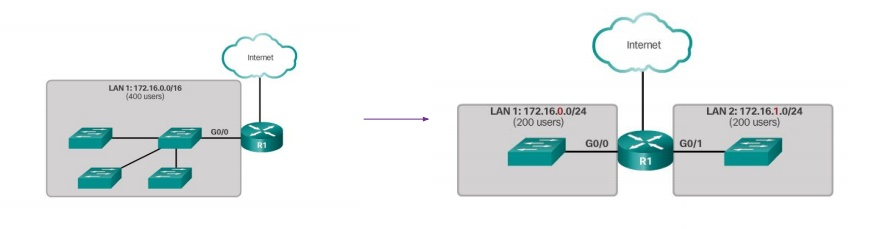 Internet
LAN 1: 172.16.0.0/16
(400 users)
G0/0
R1
Internet
LAN 1: 172.16.0.0/24
(200 users)
G0/0
R1
G0/1
LAN 2: 172.16.1.0/24
(200 users)